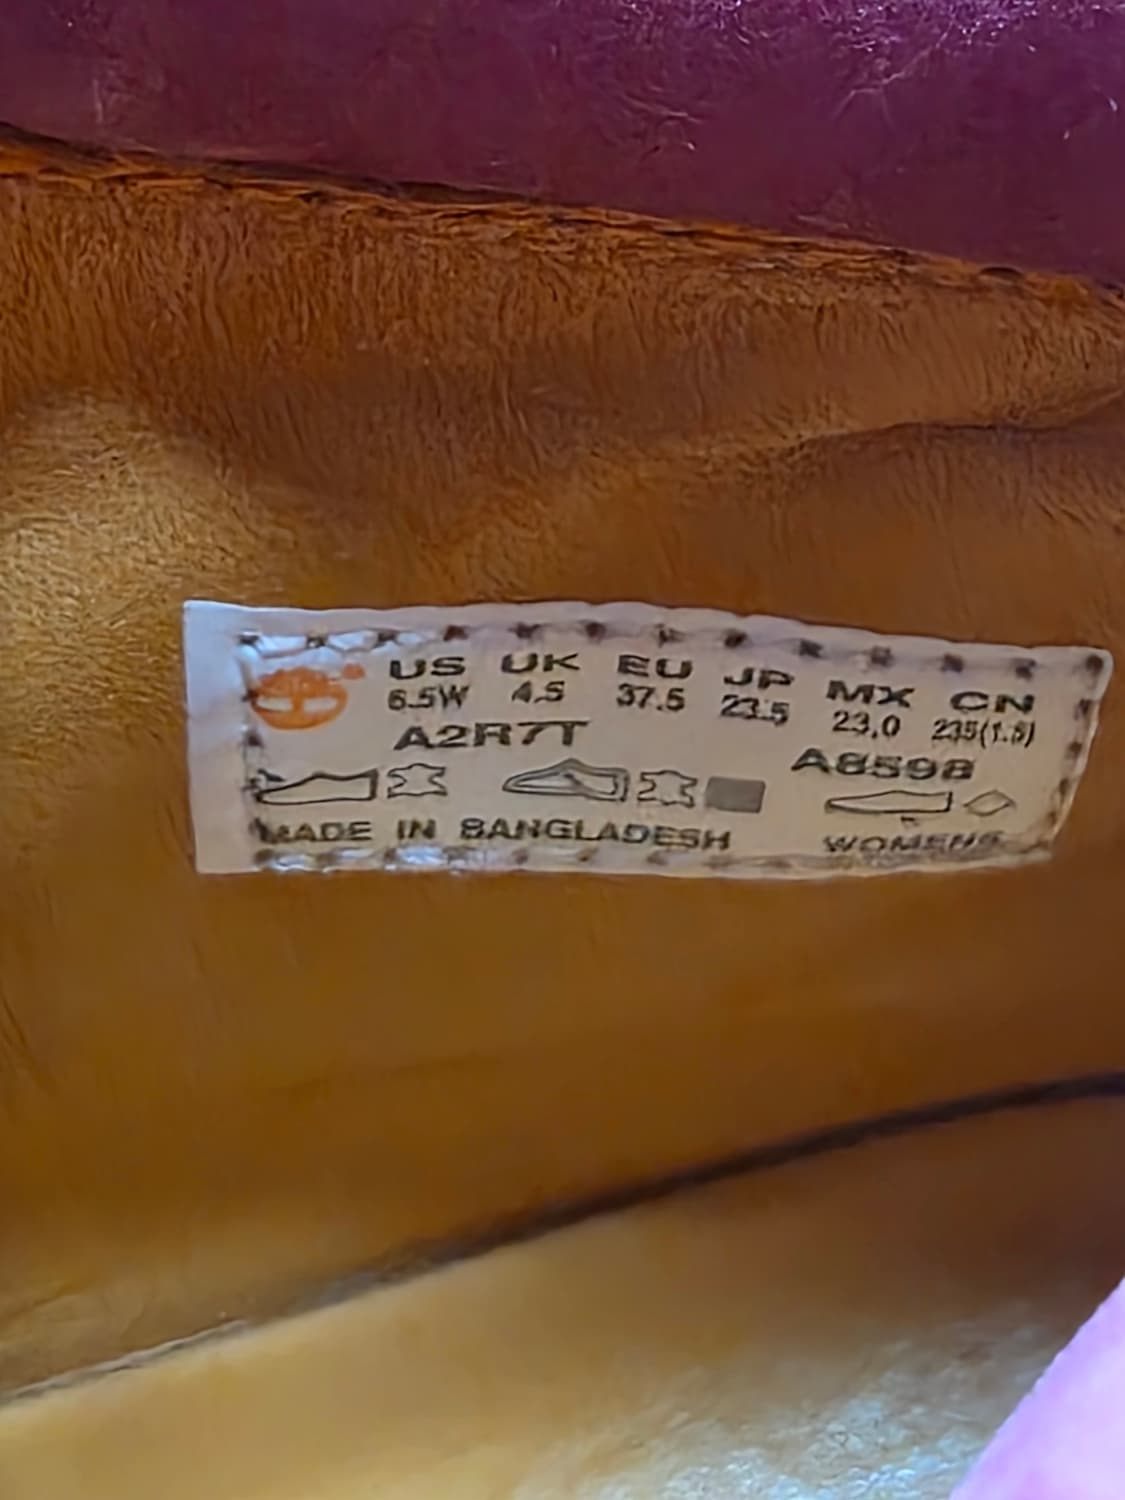 US UK EU JP MX CN
6.5W 4.5 37.5 23.5 23.0 235(1.5)
A2R7T A8598
MADE IN BANGLADESH WOMENS